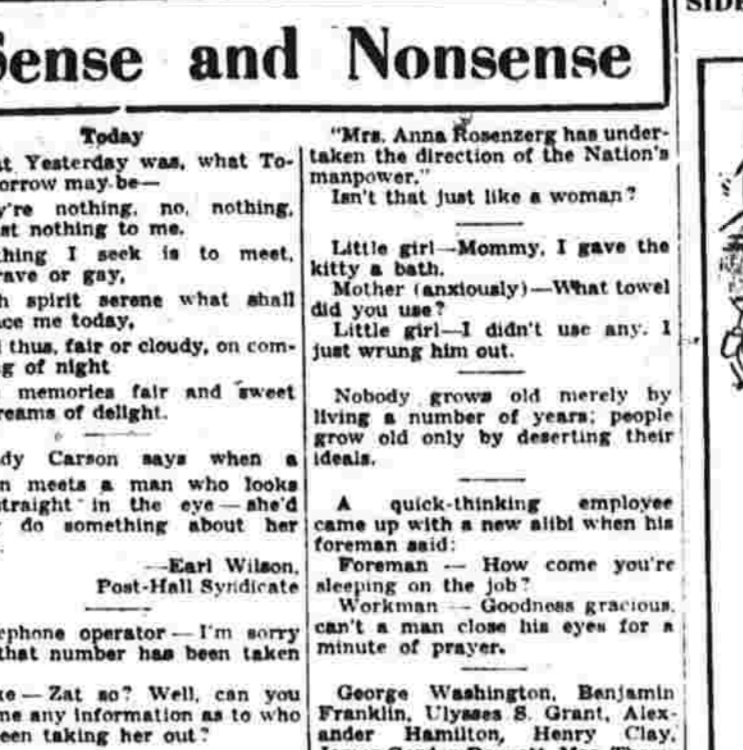 Sense and Nonsense
Today
at Yesterday was, what To-
orrow may be—
y're nothing, no, nothing,
st nothing to me.
hing I seek is to meet,
rave or gay,
h spirit serene what shall
ce me today,
thus, fair or cloudy, on com-
g of night
memories fair and sweet
reams of delight.
dy Carson says when a
n meets a man who looks
traight in the eye—she'd
do something about her
—Earl Wilson,
Post-Hall Syndicate
ephone operator—I'm sorry
that number has been taken
ke—Zat so? Well, can you
me any information as to who
een taking her out?
"Mrs. Anna Rosenzerg has under-
taken the direction of the Nation's
manpower."
Isn't that just like a woman?
Little girl—Mommy, I gave the
kitty a bath.
Mother (anxiously)—What towel
did you use?
Little girl—I didn't use any. I
just wrung him out.
Nobody grows old merely by
living a number of years; people
grow old only by deserting their
ideals.
A quick-thinking employee
came up with a new alibi when his
foreman said:
Foreman — How come you're
sleeping on the job?
Workman — Goodness gracious,
can't a man close his eyes for a
minute of prayer.
George Washington, Benjamin
Franklin, Ulysses S. Grant, Alex-
ander Hamilton, Henry Clay,
SIDE